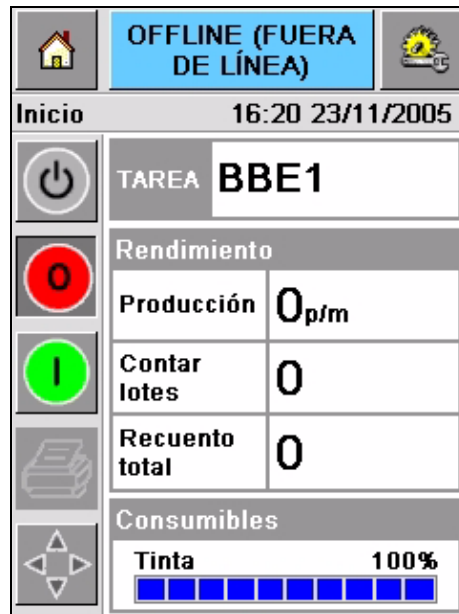 OFFLINE (FUERA
DE LÍNEA)
Inicio 16:20 23/11/2005
TAREA BBE1
Rendimiento
O
Producción 0p/m
I
Contar
lotes 0
Recuento
total 0
Consumibles
Tinta 100%